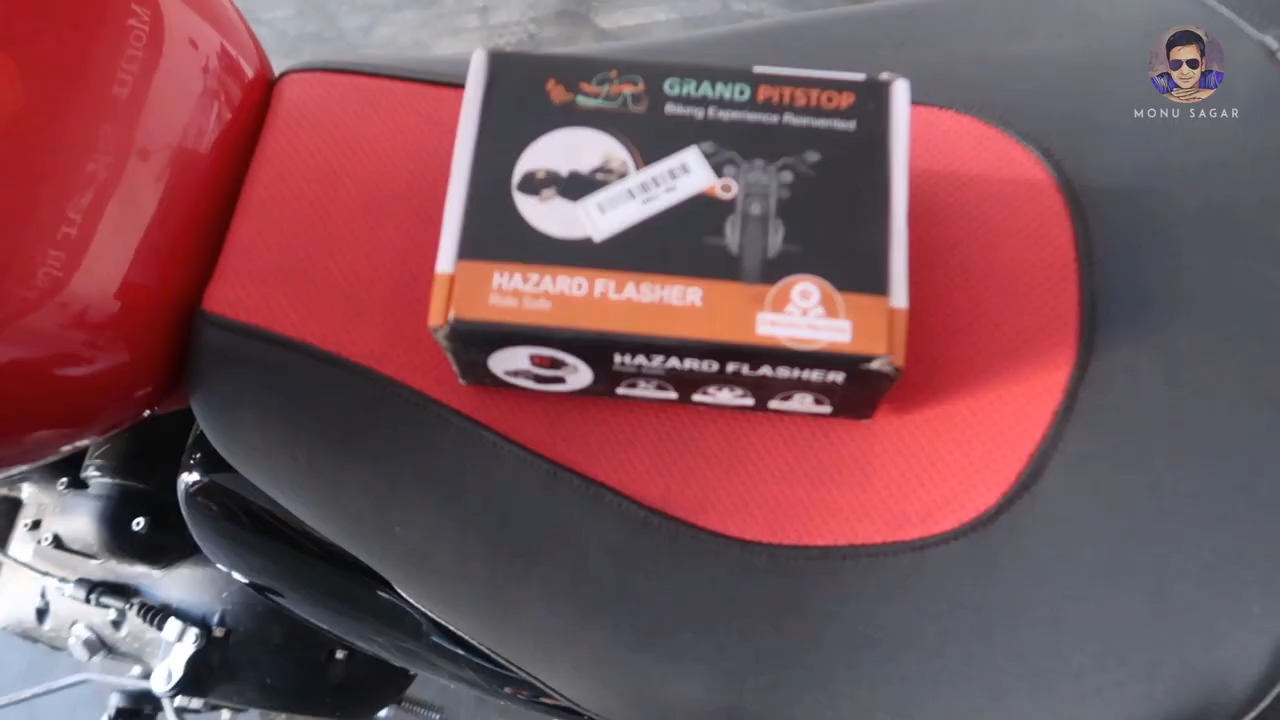 GRAND PITSTOP
Biking Experience Reinvented
MONU SAGAR
HAZARD FLASHER
Ride Safe
HAZARD FLASHER